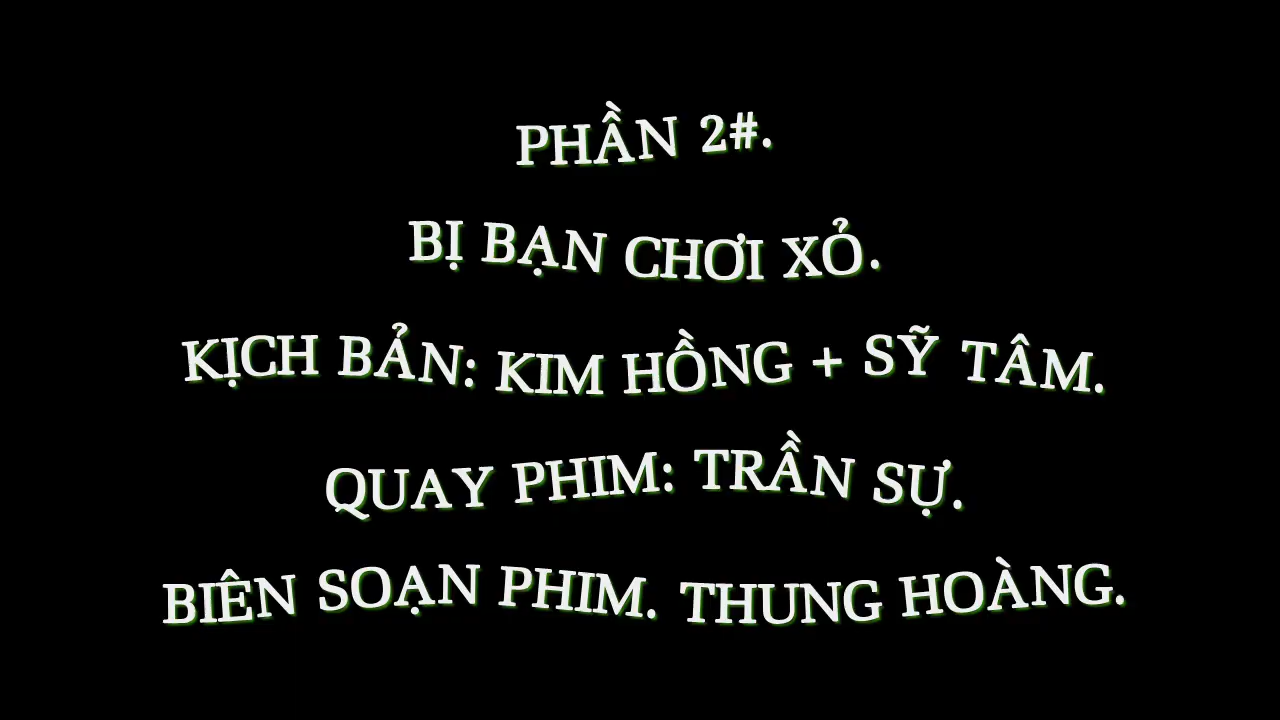 PHẦN 2#.
BỊ BẠN CHƠI XỎ.
KỊCH BẢN: KIM HỒNG + SỸ TÂM.
QUAY PHIM: TRẦN SỰ.
BIÊN SOẠN PHIM. THUNG HOÀNG.